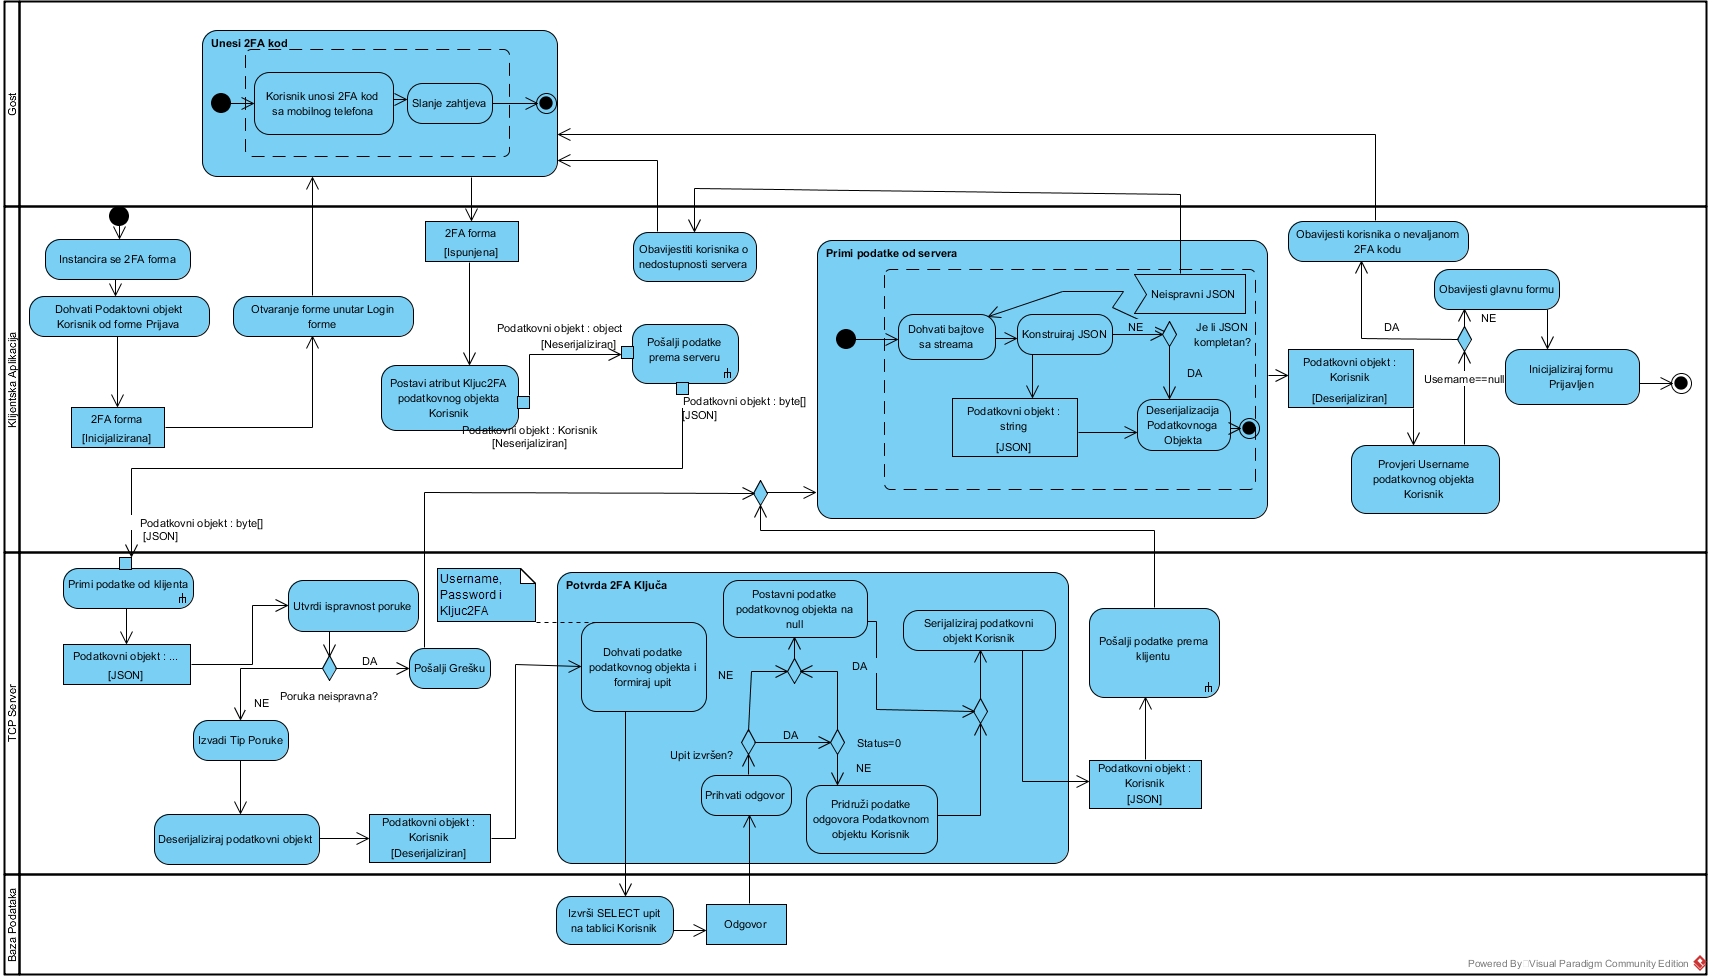 Gost
Unesi 2FA kod
Korisnik unosi 2FA kod
sa mobilnog telefona
Slanje zahtjeva
Klijentska Aplikacija
Instancira se 2FA forma
Dohvati Podaktovni objekt
Korisnik od forme Prijava
2FA forma
[Inicijalizirana]
Otvaranje forme unutar Login
forme
2FA forma
[Ispunjena]
Postavi atribut Kljuc2FA
podatkovnog objekta
Korisnik
Podatkovni objekt : Korisnik
[Neserijaliziran]
Podatkovni objekt : object
[Neserijaliziran]
Pošalji podatke
prema serveru
Podatkovni objekt : byte[]
[JSON]
Obavijestiti korisnika o
nedostupnosti servera
Primi podatke od servera
Neispravni JSON
Dohvati bajtove
sa streama
Konstruiraj JSON
NE
Je li JSON
kompletan?
DA
Podatkovni objekt :
string
[JSON]
Deserijalizacija
Podatkovnoga
Objekta
Obavijesti korisnika o nevaljanom
2FA kodu
Obavijesti glavnu formu
DA
NE
Podatkovni objekt :
Korisnik
[Deserijaliziran]
Username==null
Inicijaliziraj formu
Prijavljen
Provjeri Username
podatkovnog objekta
Korisnik
Podatkovni objekt : byte[]
[JSON]
TCP Server
Primi podatke od klijenta
Podatkovni objekt : ...
[JSON]
Utvrdi ispravnost poruke
DA
Poruka neispravna?
NE
Pošalji Grešku
Izvadi Tip Poruke
Deserijaliziraj podatkovni objekt
Podatkovni objekt :
Korisnik
[Deserijaliziran]
Username,
Password i
Kljuc2FA
Potvrda 2FA Ključa
Dohvati podatke
podatkovnog objekta i
formiraj upit
Postavni podatke
podatkovnog objekta na
null
Serijaliziraj podatkovni
objekt Korisnik
NE
DA
Upit izvršen?
DA
Status=0
NE
Prihvati odgovor
Pridruži podatke
odgovora Podatkovnom
objektu Korisnik
Pošalji podatke prema
klijentu
Podatkovni objekt :
Korisnik
[JSON]
Baza Podataka
Izvrši SELECT upit
na tablici Korisnik
Odgovor
Powered By Visual Paradigm Community Edition